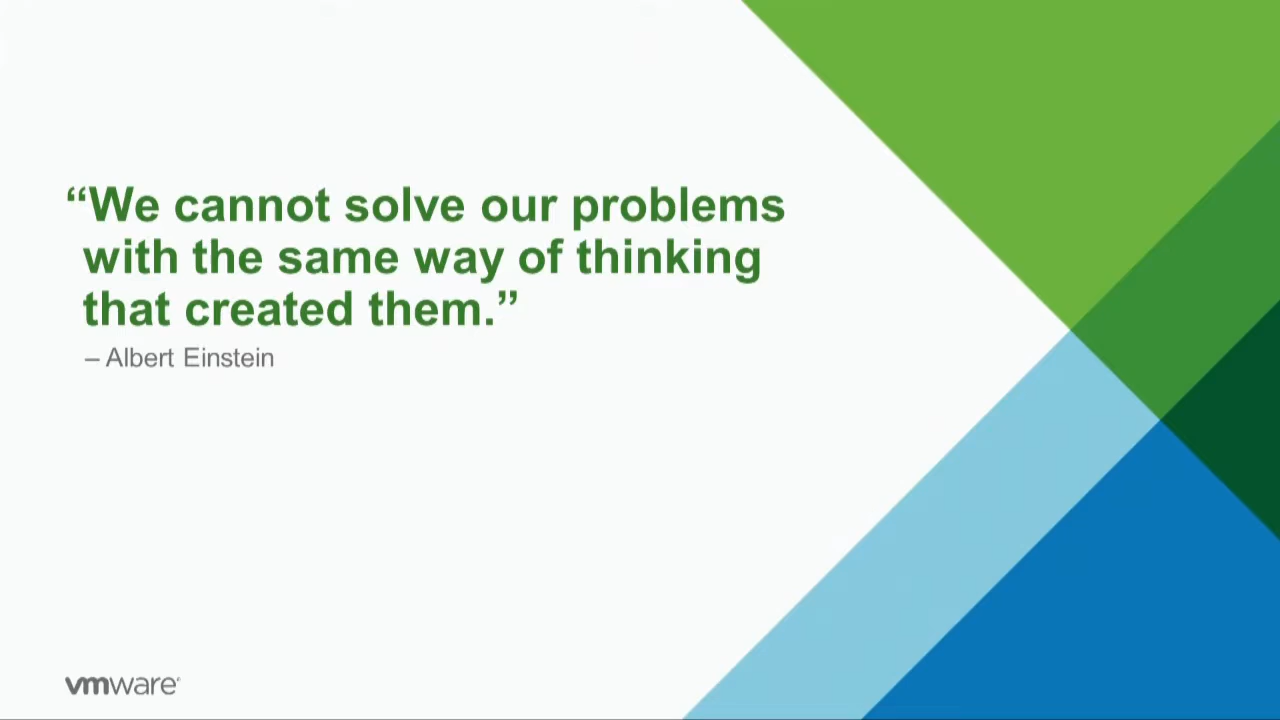 “We cannot solve our problems
with the same way of thinking
that created them.”
– Albert Einstein
vmware